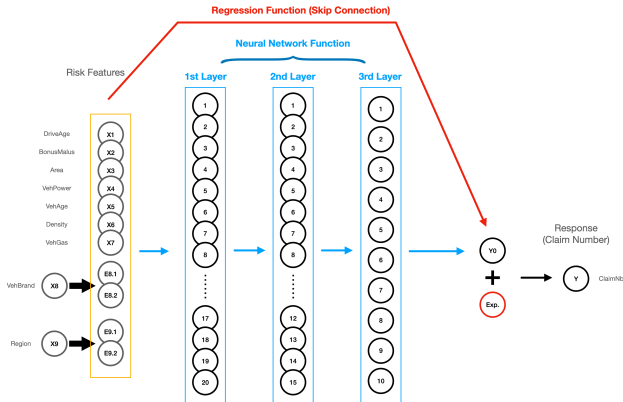 Regression Function (Skip Connection)
Neural Network Function
Risk Features
1st Layer
2nd Layer
3rd Layer
DriveAge
X1
BonusMalus
X2
Area
X3
VehPower
X4
VehAge
X5
Density
X6
VehGas
X7
VehBrand
X8
E8.1
E8.2
Region
X9
E9.1
E9.2
1
2
3
4
5
6
7
8
17
18
19
20
1
2
3
4
5
6
7
8
12
13
14
15
1
2
3
4
5
6
7
8
9
10
Y0
+
Exp.
Response
(Claim Number)
Y
ClaimNb